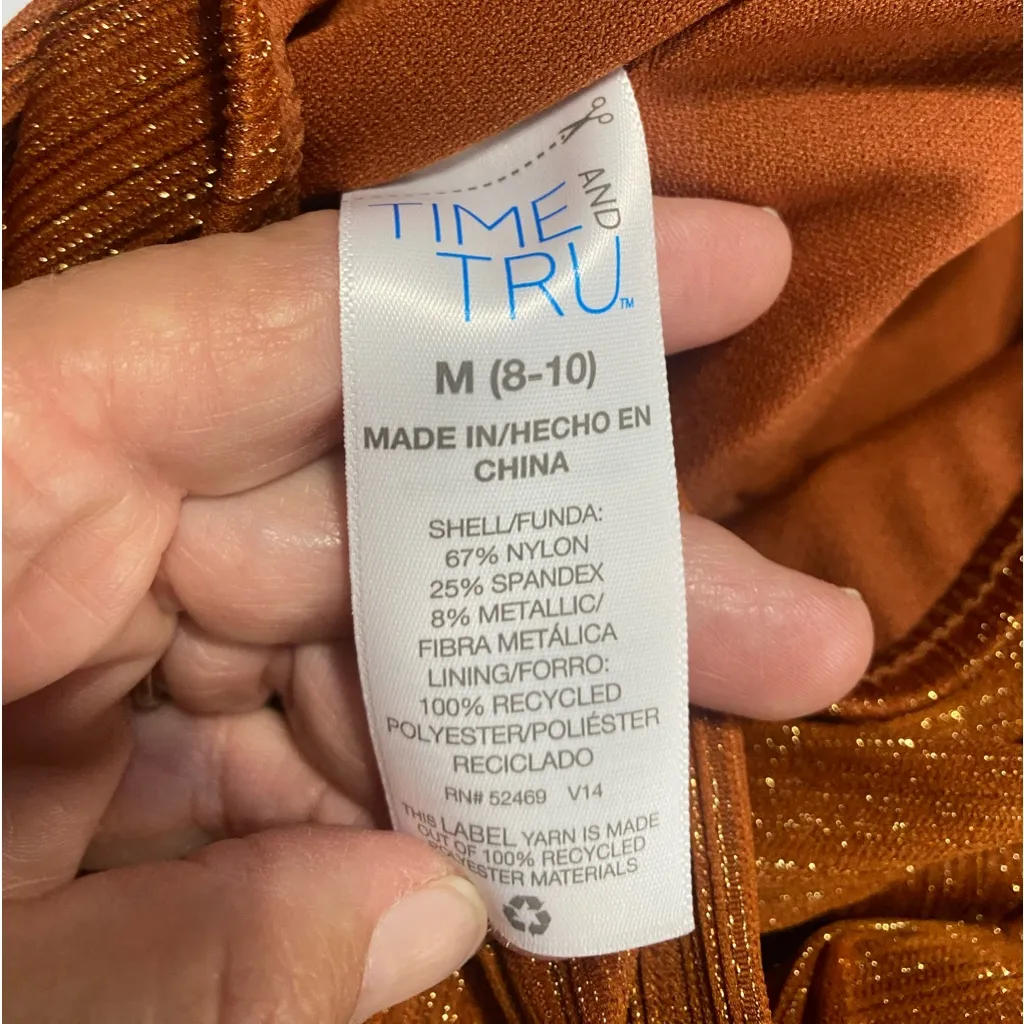 TIME AND
TRU™
M (8-10)
MADE IN/HECHO EN
CHINA
SHELL/FUNDA:
67% NYLON
25% SPANDEX
8% METALLIC/
FIBRA METÁLICA
LINING/FORRO:
100% RECYCLED
POLYESTER/POLIÉSTER
RECICLADO
RN# 52469 V14
THIS LABEL YARN IS MADE
OUT OF 100% RECYCLED
POLYESTER MATERIALS